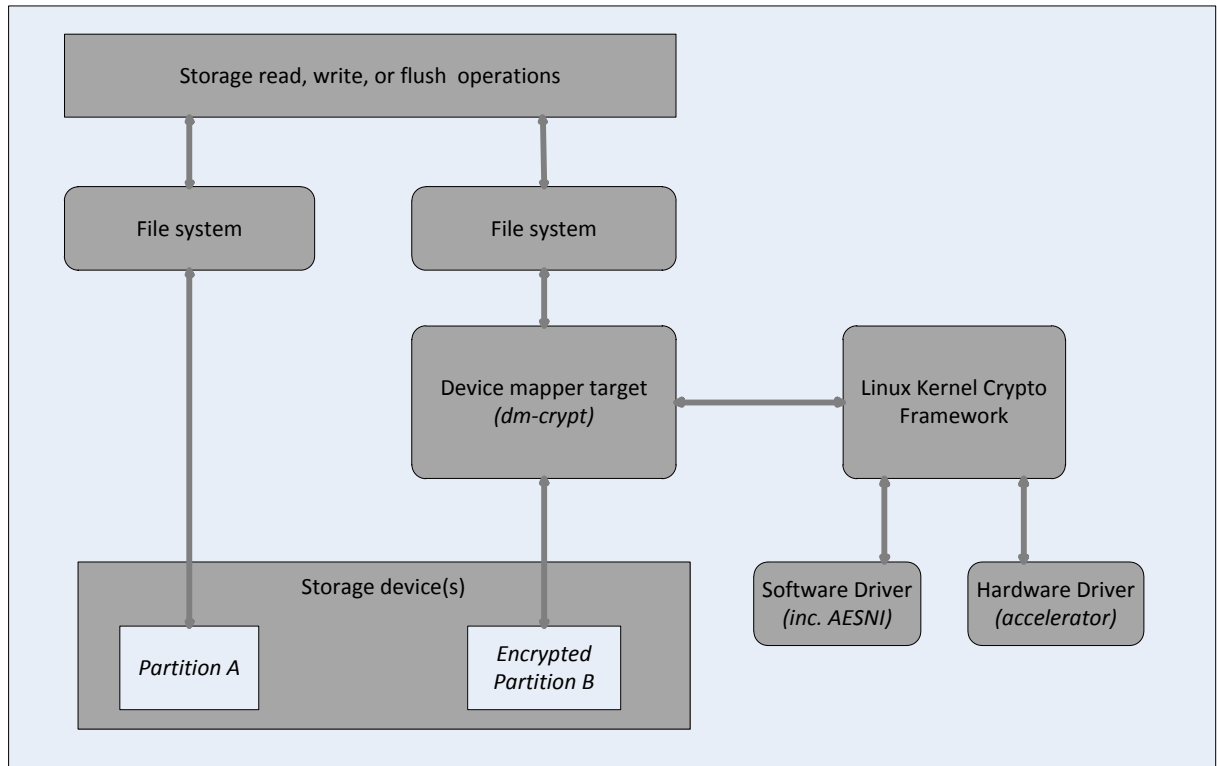 Storage read, write, or flush operations
File system
File system
Device mapper target
(dm-crypt)
Linux Kernel Crypto
Framework
Storage device(s)
Software Driver
(inc. AESNI)
Hardware Driver
(accelerator)
Partition A
Encrypted
Partition B